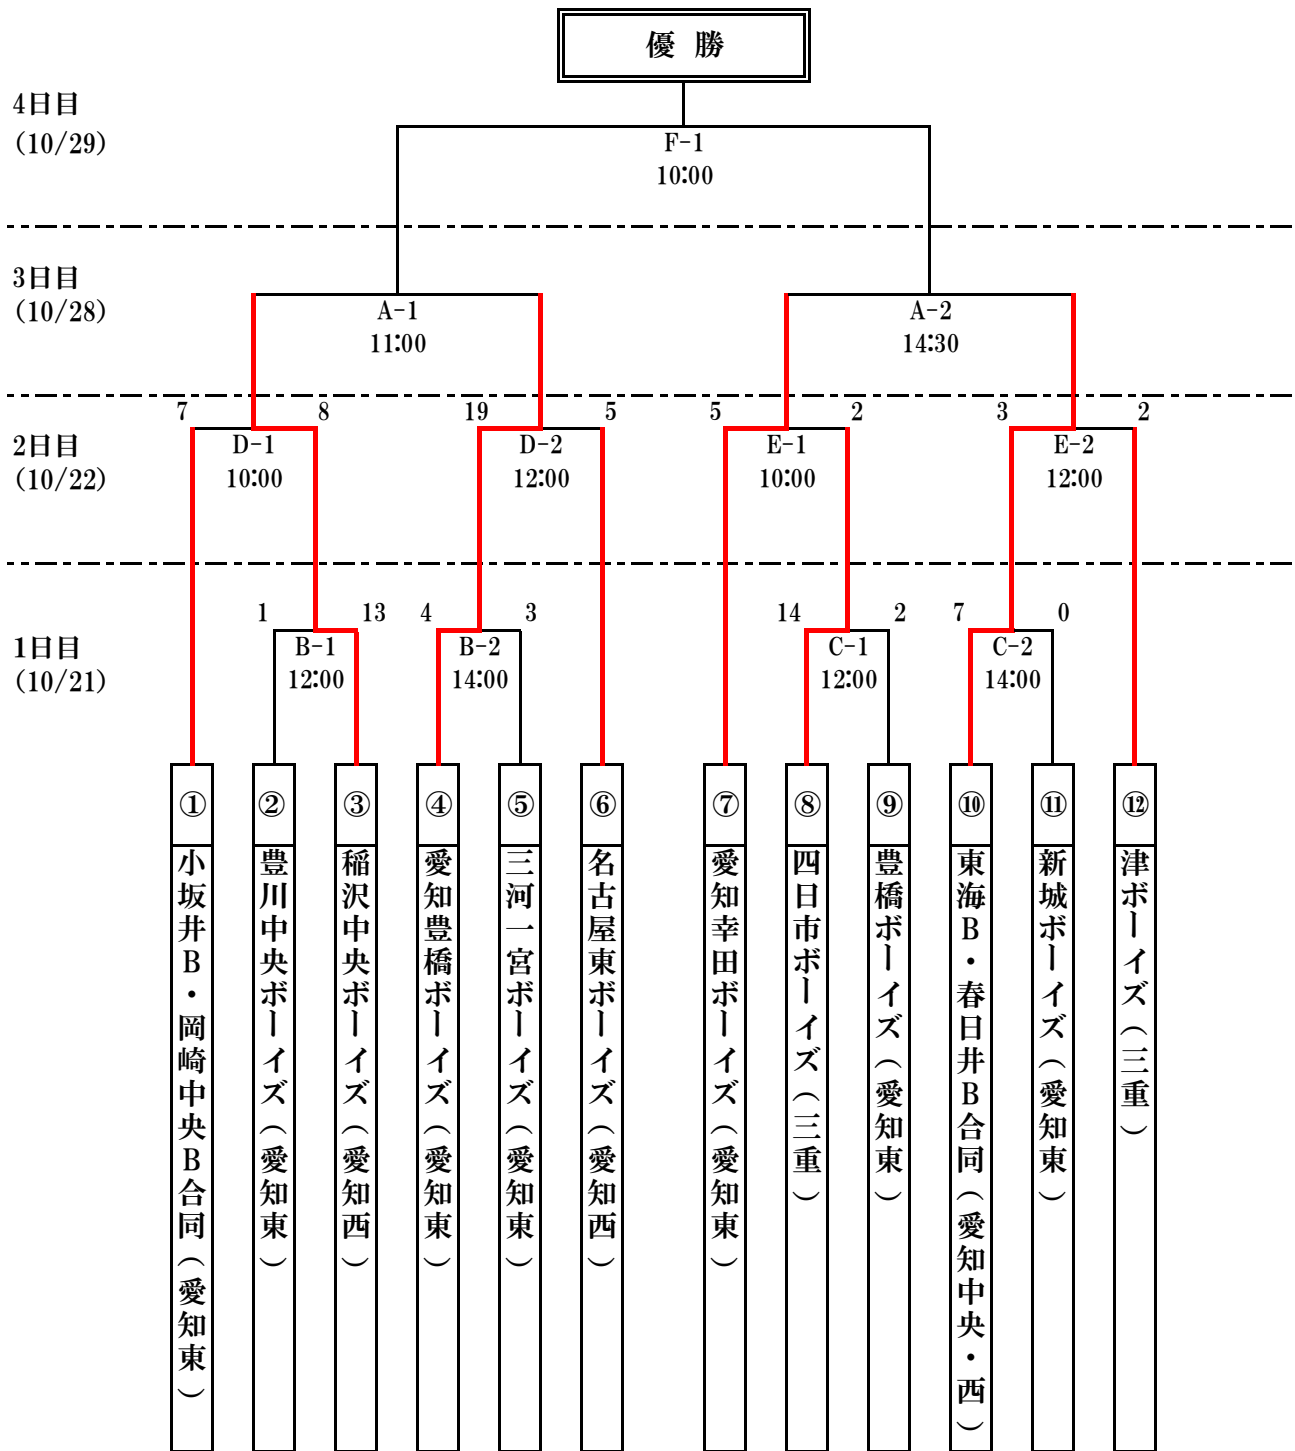 優 勝
4日目
(10/29)
F-1
10:00
3日目
(10/28)
A-1
11:00
A-2
14:30
7 8 19 5 5 2 3 2
2日目
(10/22)
D-1
10:00
D-2
12:00
E-1
10:00
E-2
12:00
1 13 4 3 14 2 7 0
1日目
(10/21)
B-1
12:00
B-2
14:00
C-1
12:00
C-2
14:00
①
小坂井B・岡崎中央B合同(愛知東)
②
豊川中央ボーイズ(愛知東)
③
稲沢中央ボーイズ(愛知西)
④
愛知豊橋ボーイズ(愛知東)
⑤
三河一宮ボーイズ(愛知東)
⑥
名古屋東ボーイズ(愛知西)
⑦
愛知幸田ボーイズ(愛知東)
⑧
四日市ボーイズ(三重)
⑨
豊橋ボーイズ(愛知東)
⑩
東海B・春日井B合同(愛知中央・西)
⑪
新城ボーイズ(愛知東)
⑫
津ボーイズ(三重)